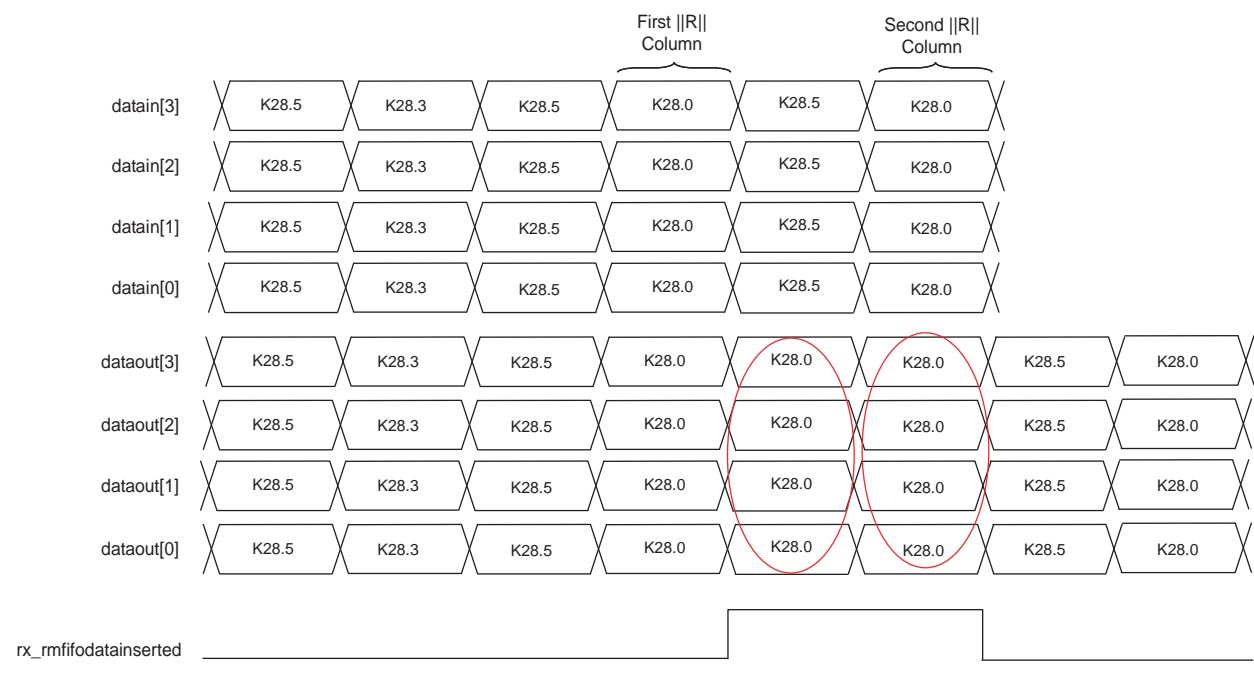 First ||R||
Column
Second ||R||
Column
datain[3] K28.5 K28.3 K28.5 K28.0 K28.5 K28.0
datain[2] K28.5 K28.3 K28.5 K28.0 K28.5 K28.0
datain[1] K28.5 K28.3 K28.5 K28.0 K28.5 K28.0
datain[0] K28.5 K28.3 K28.5 K28.0 K28.5 K28.0
dataout[3] K28.5 K28.3 K28.5 K28.0 K28.0 K28.0 K28.5 K28.0
dataout[2] K28.5 K28.3 K28.5 K28.0 K28.0 K28.0 K28.5 K28.0
dataout[1] K28.5 K28.3 K28.5 K28.0 K28.0 K28.0 K28.5 K28.0
dataout[0] K28.5 K28.3 K28.5 K28.0 K28.0 K28.0 K28.5 K28.0
rx_rmfifodatainserted